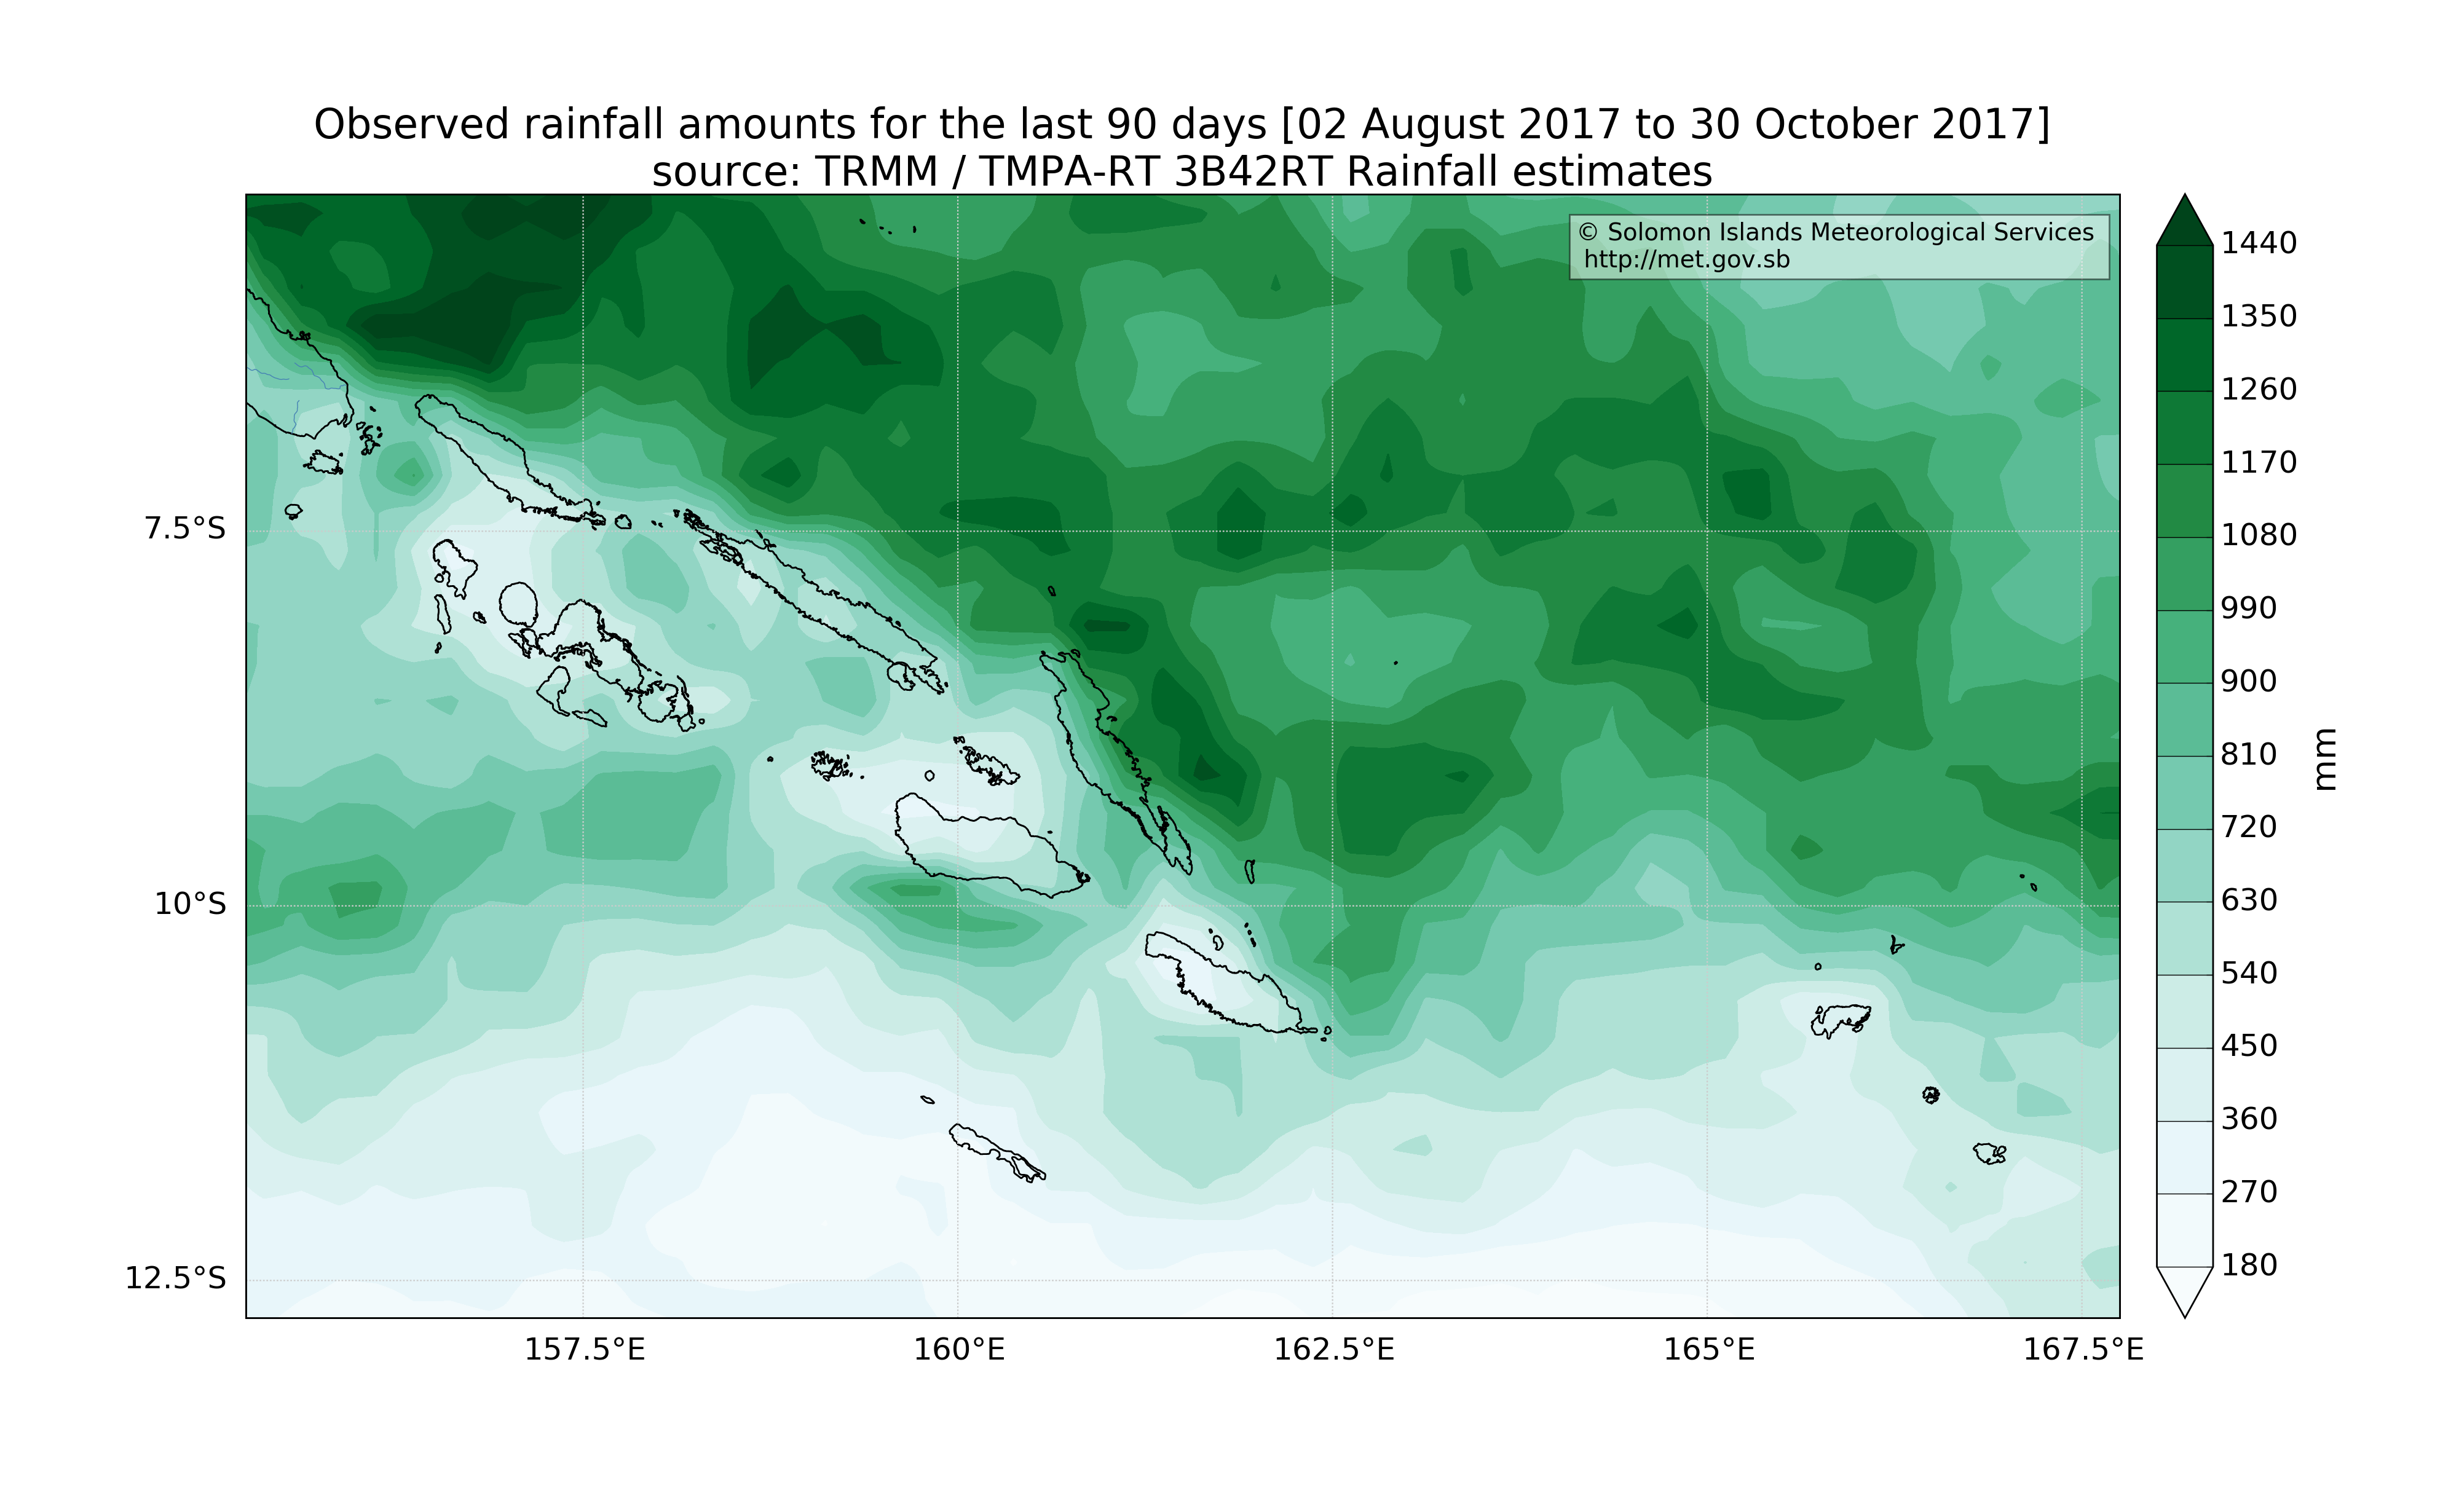 Observed rainfall amounts for the last 90 days [02 August 2017 to 30 October 2017]
source: TRMM / TMPA-RT 3B42RT Rainfall estimates
© Solomon Islands Meteorological Services
http://met.gov.sb
1440
1350
1260
1170
1080
990
900
810
720
630
540
450
360
270
180
mm
7.5°S
10°S
12.5°S
157.5°E
160°E
162.5°E
165°E
167.5°E